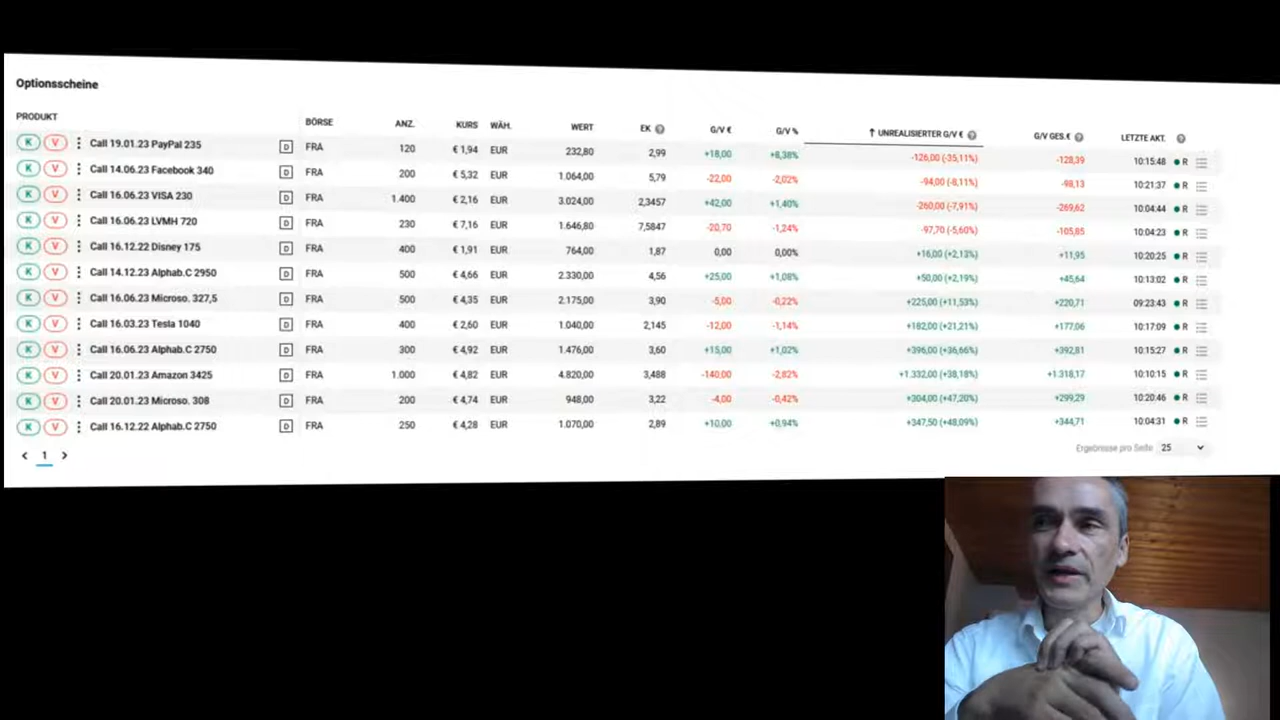 Optionsscheine
PRODUKT BÖRSE ANZ. KURS WÄH. WERT EK G/V € G/V % UNREALISIERTER G/V € G/V GES.€ LETZTE AKT.
K V Call 19.01.23 PayPal 235 D FRA 120 € 1,94 EUR 232,80 2,99 +18,00 +8,38% -126,00 (-35,11%) -128,39 10:15:48 R
K V Call 14.06.23 Facebook 340 D FRA 200 € 5,32 EUR 1.064,00 5,79 -22,00 -2,02% -94,00 (-8,11%) -98,13 10:21:37 R
K V Call 16.06.23 VISA 230 D FRA 1.400 € 2,16 EUR 3.024,00 2,3457 +42,00 +1,40% -260,00 (-7,91%) -269,62 10:04:44 R
K V Call 16.06.23 LVMH 720 D FRA 230 € 7,16 EUR 1.646,80 7,5847 -20,70 -1,24% -97,70 (-5,60%) -105,85 10:04:23 R
K V Call 16.12.22 Disney 175 D FRA 400 € 1,91 EUR 764,00 1,87 0,00 0,00% +16,00 (+2,13%) +11,95 10:20:25 R
K V Call 14.12.23 Alphab.C 2950 D FRA 500 € 4,66 EUR 2.330,00 4,56 +25,00 +1,08% +50,00 (+2,19%) +45,64 10:13:02 R
K V Call 16.06.23 Microso. 327,5 D FRA 500 € 4,35 EUR 2.175,00 3,90 -5,00 -0,22% +225,00 (+11,53%) +220,71 09:23:43 R
K V Call 16.03.23 Tesla 1040 D FRA 400 € 2,60 EUR 1.040,00 2,145 -12,00 -1,14% +182,00 (+21,21%) +177,06 10:17:09 R
K V Call 16.06.23 Alphab.C 2750 D FRA 300 € 4,92 EUR 1.476,00 3,60 +15,00 +1,02% +396,00 (+36,66%) +392,81 10:15:27 R
K V Call 20.01.23 Amazon 3425 D FRA 1.000 € 4,82 EUR 4.820,00 3,488 -140,00 -2,82% +1.332,00 (+38,18%) +1.318,17 10:10:15 R
K V Call 20.01.23 Microso. 308 D FRA 200 € 4,74 EUR 948,00 3,22 -4,00 -0,42% +304,00 (+47,20%) +299,29 10:20:46 R
K V Call 16.12.22 Alphab.C 2750 D FRA 250 € 4,28 EUR 1.070,00 2,89 +10,00 +0,94% +347,50 (+48,09%) +344,71 10:04:31 R
1
Ergebnisse pro Seite 25